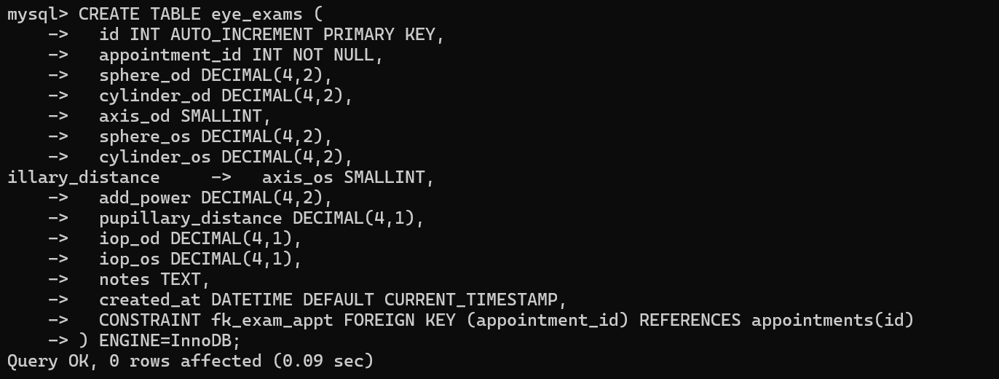 mysql> CREATE TABLE eye_exams (
    ->   id INT AUTO_INCREMENT PRIMARY KEY,
    ->   appointment_id INT NOT NULL,
    ->   sphere_od DECIMAL(4,2),
    ->   cylinder_od DECIMAL(4,2),
    ->   axis_od SMALLINT,
    ->   sphere_os DECIMAL(4,2),
    ->   cylinder_os DECIMAL(4,2),
illary_distance     ->   axis_os SMALLINT,
    ->   add_power DECIMAL(4,2),
    ->   pupillary_distance DECIMAL(4,1),
    ->   iop_od DECIMAL(4,1),
    ->   iop_os DECIMAL(4,1),
    ->   notes TEXT,
    ->   created_at DATETIME DEFAULT CURRENT_TIMESTAMP,
    ->   CONSTRAINT fk_exam_appt FOREIGN KEY (appointment_id) REFERENCES appointments(id)
    -> ) ENGINE=InnoDB;
Query OK, 0 rows affected (0.09 sec)